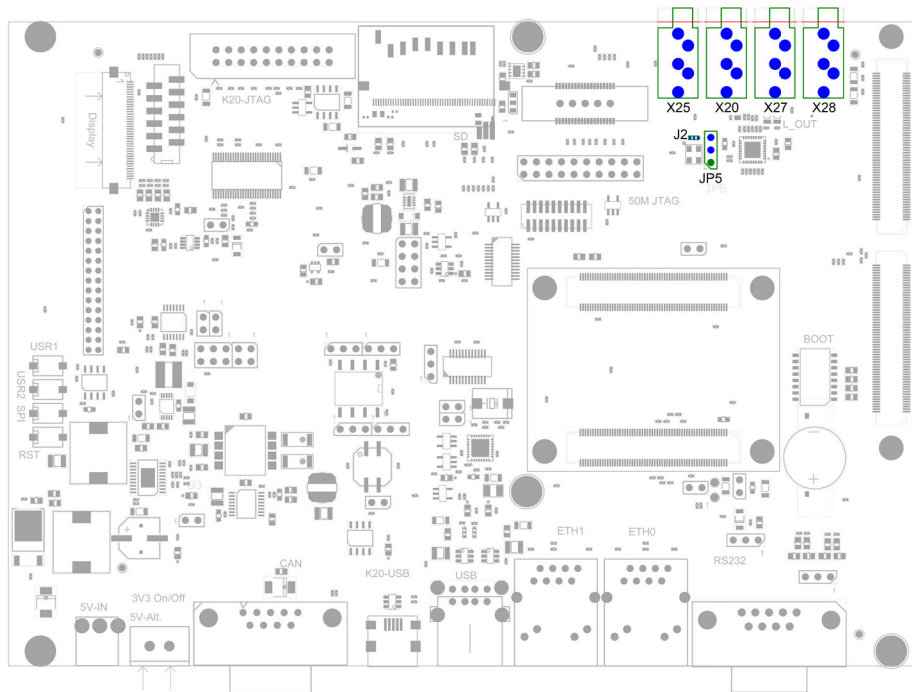 X25 X20 X27 X28
L_OUT
J2
JP5
JP5
K20-JTAG
SD
Display
50M JTAG
USR1
USR2
SPI
RST
BOOT
ETH1
ETH0
RS232
CAN
K20-USB
USB
5V-IN
3V3 On/Off
5V-Alt.